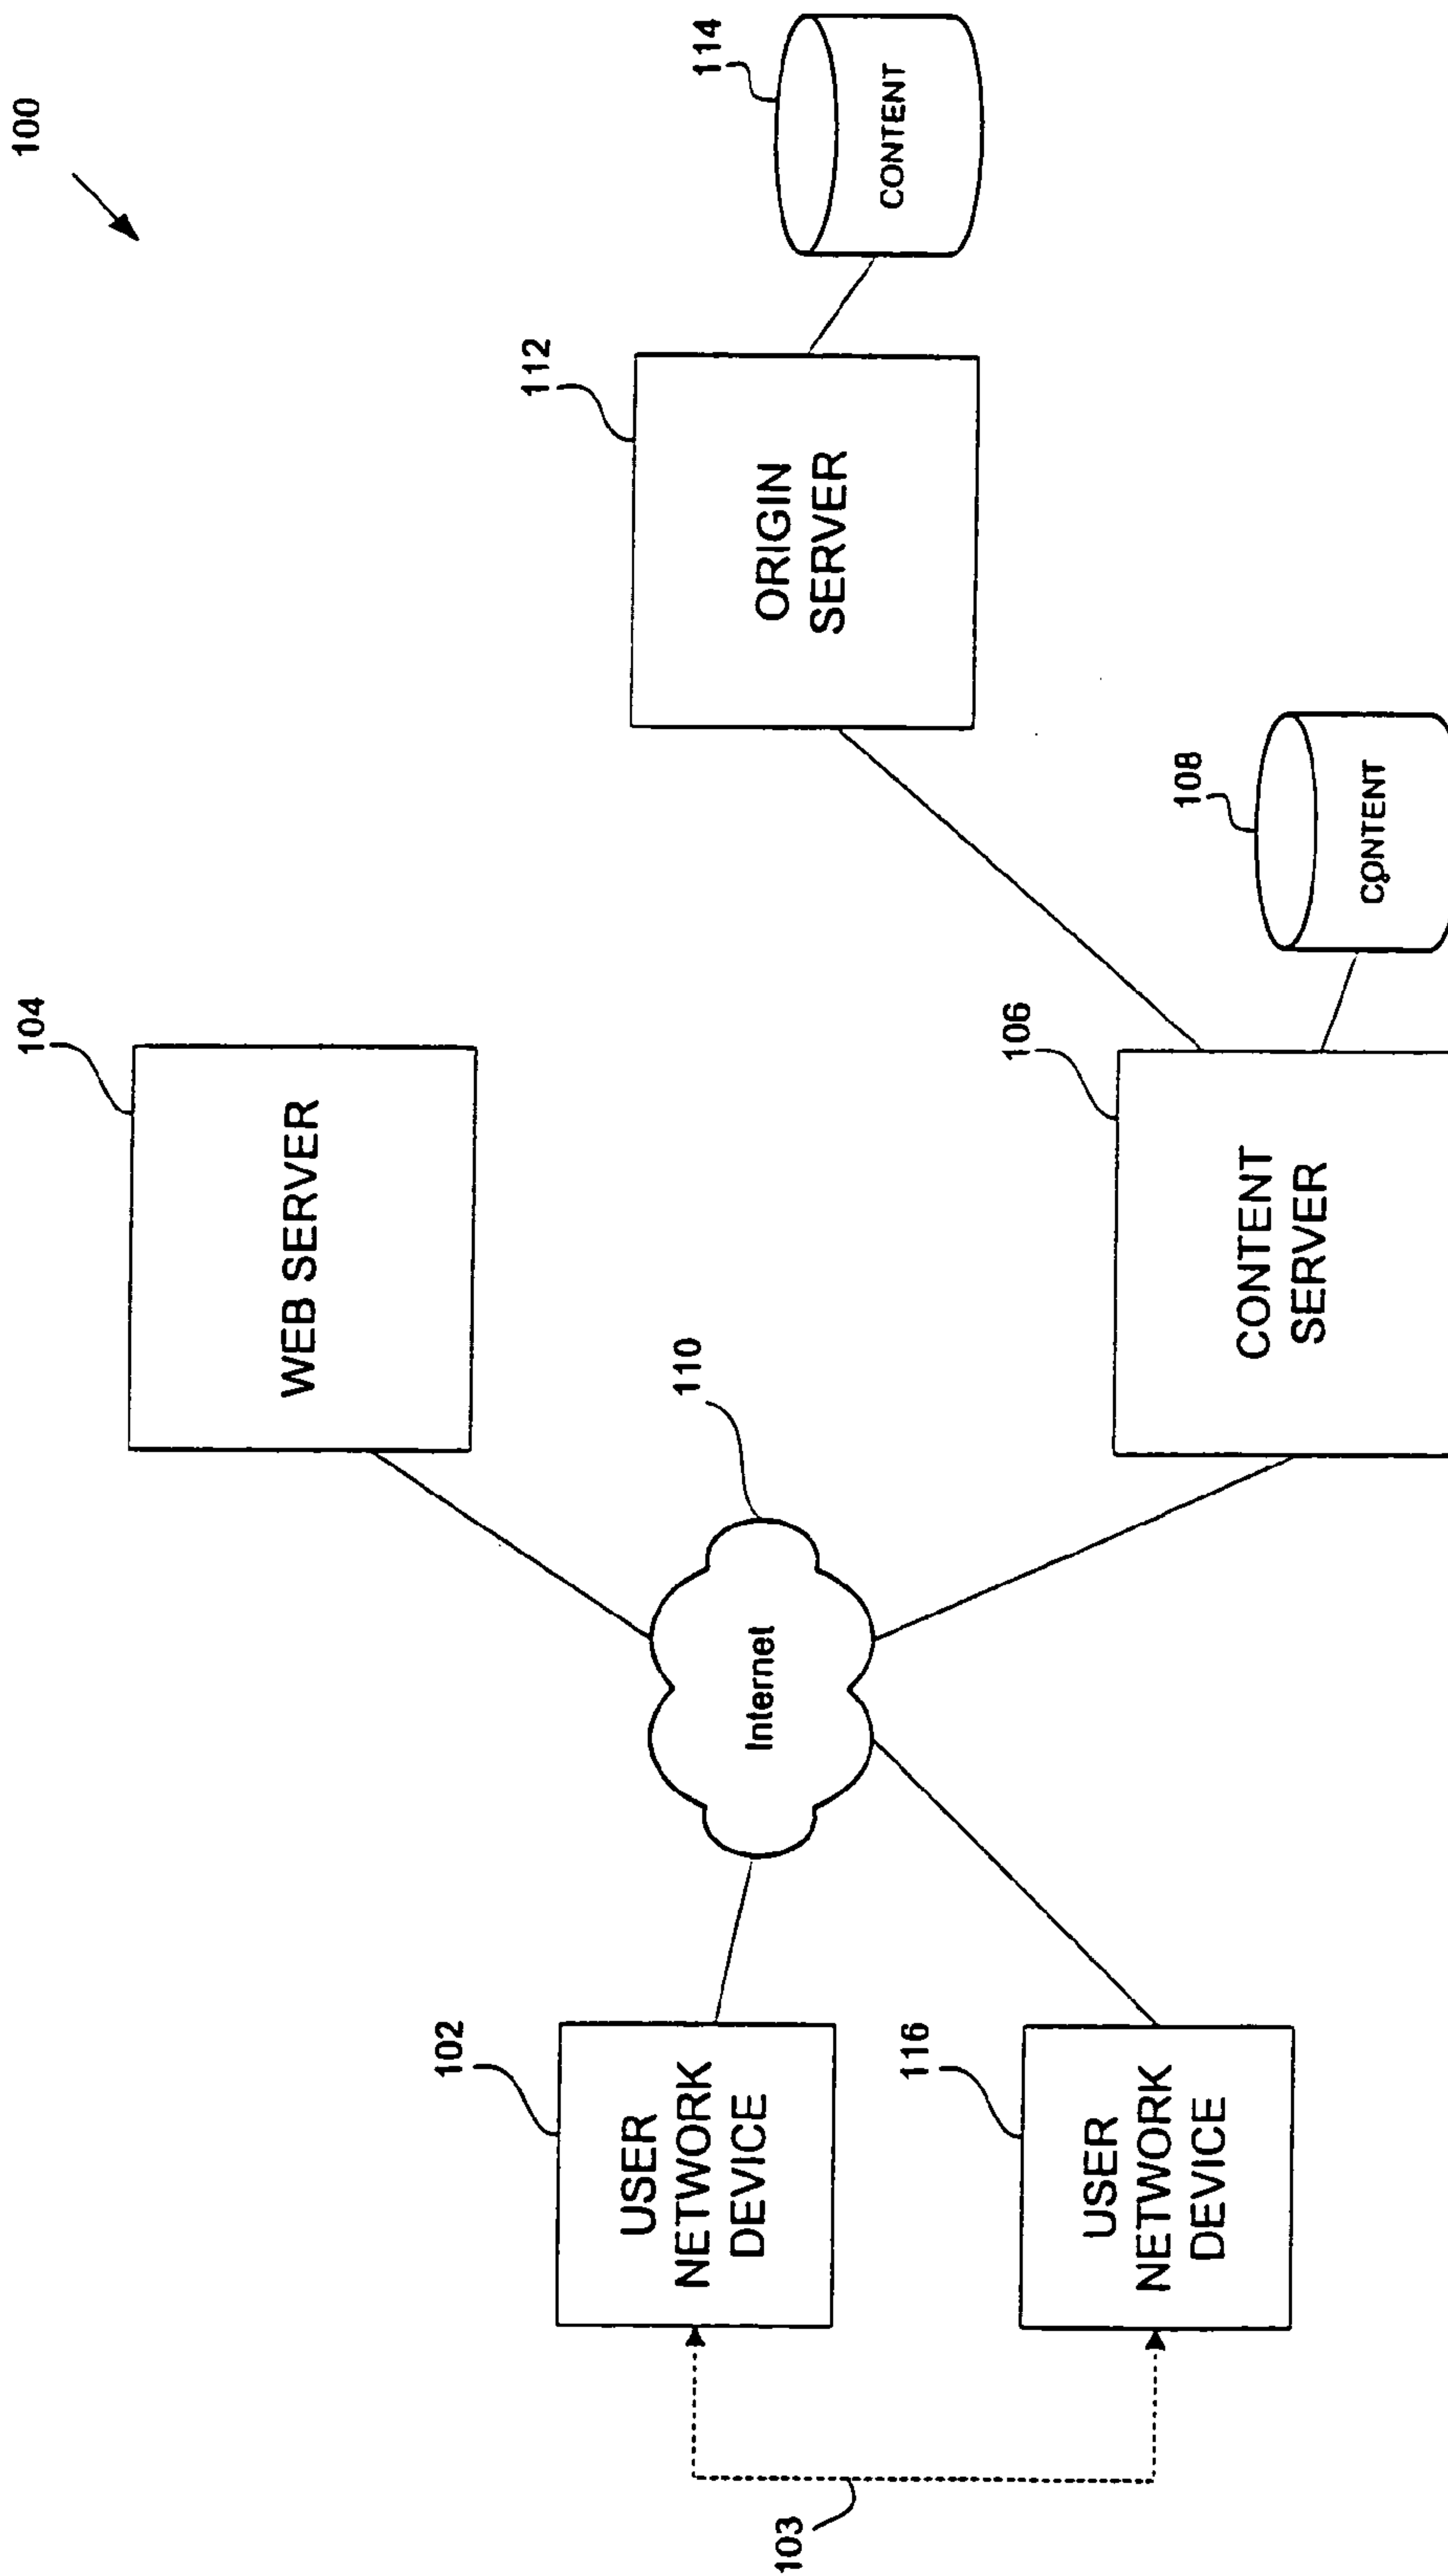 100
104
WEB SERVER
112
ORIGIN
SERVER
114
CONTENT
102
USER
NETWORK
DEVICE
110
Internet
103
116
USER
NETWORK
DEVICE
106
CONTENT
SERVER
108
CONTENT